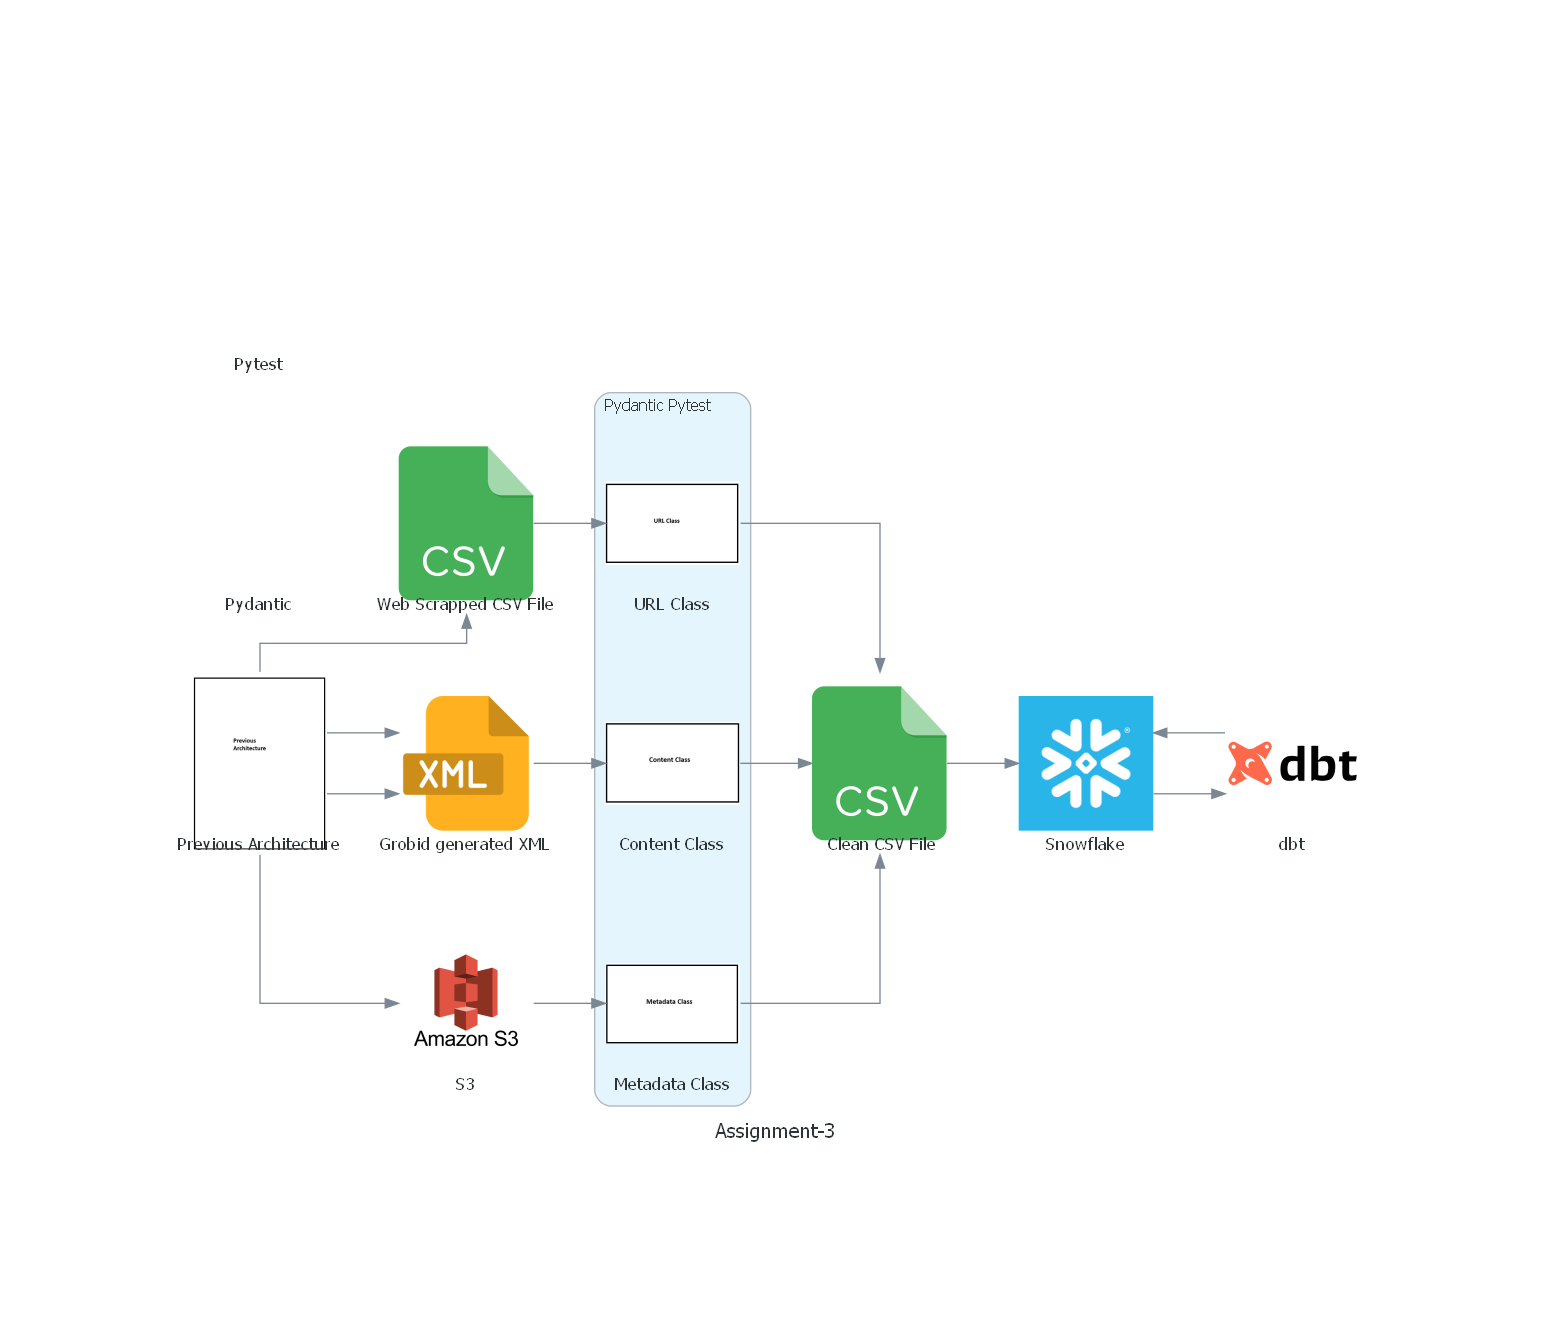 Pytest
Pydantic Pytest
CSV
URL Class
Pydantic
Web Scrapped CSV File
URL Class
Previous
Architecture
XML
Content Class
CSV
®
dbt
Previous Architecture
Grobid generated XML
Content Class
Clean CSV File
Snowflake
dbt
Amazon S3
Metadata Class
S3
Metadata Class
Assignment-3